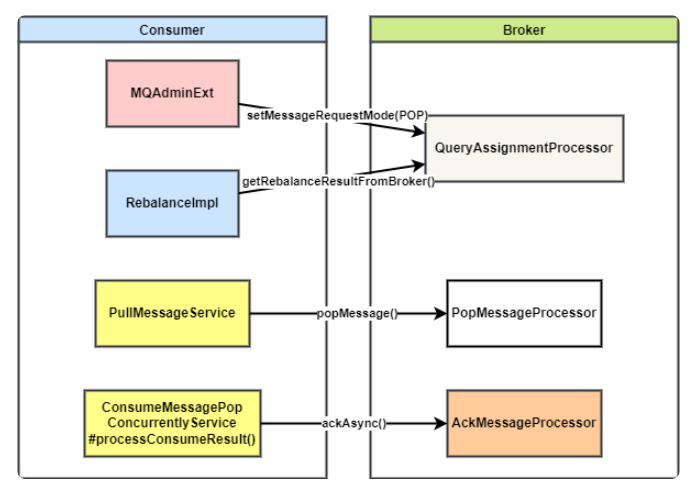 Consumer
Broker
MQAdminExt
setMessageRequestMode(POP)
QueryAssignmentProcessor
getRebalanceResultFromBroker()
RebalanceImpl
PullMessageService
popMessage()
PopMessageProcessor
ConsumeMessagePop
ConcurrentlyService
#processConsumeResult()
ackAsync()
AckMessageProcessor